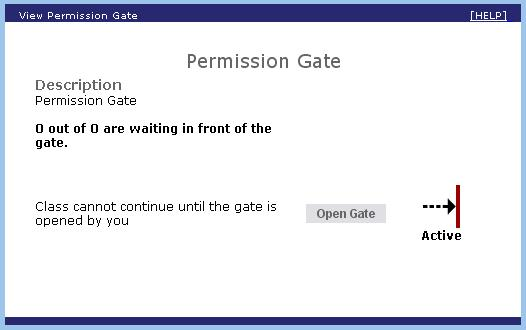 View Permission Gate
[HELP]
Permission Gate
Description
Permission Gate
0 out of 0 are waiting in front of the
gate.
Class cannot continue until the gate is
opened by you
Open Gate
Active